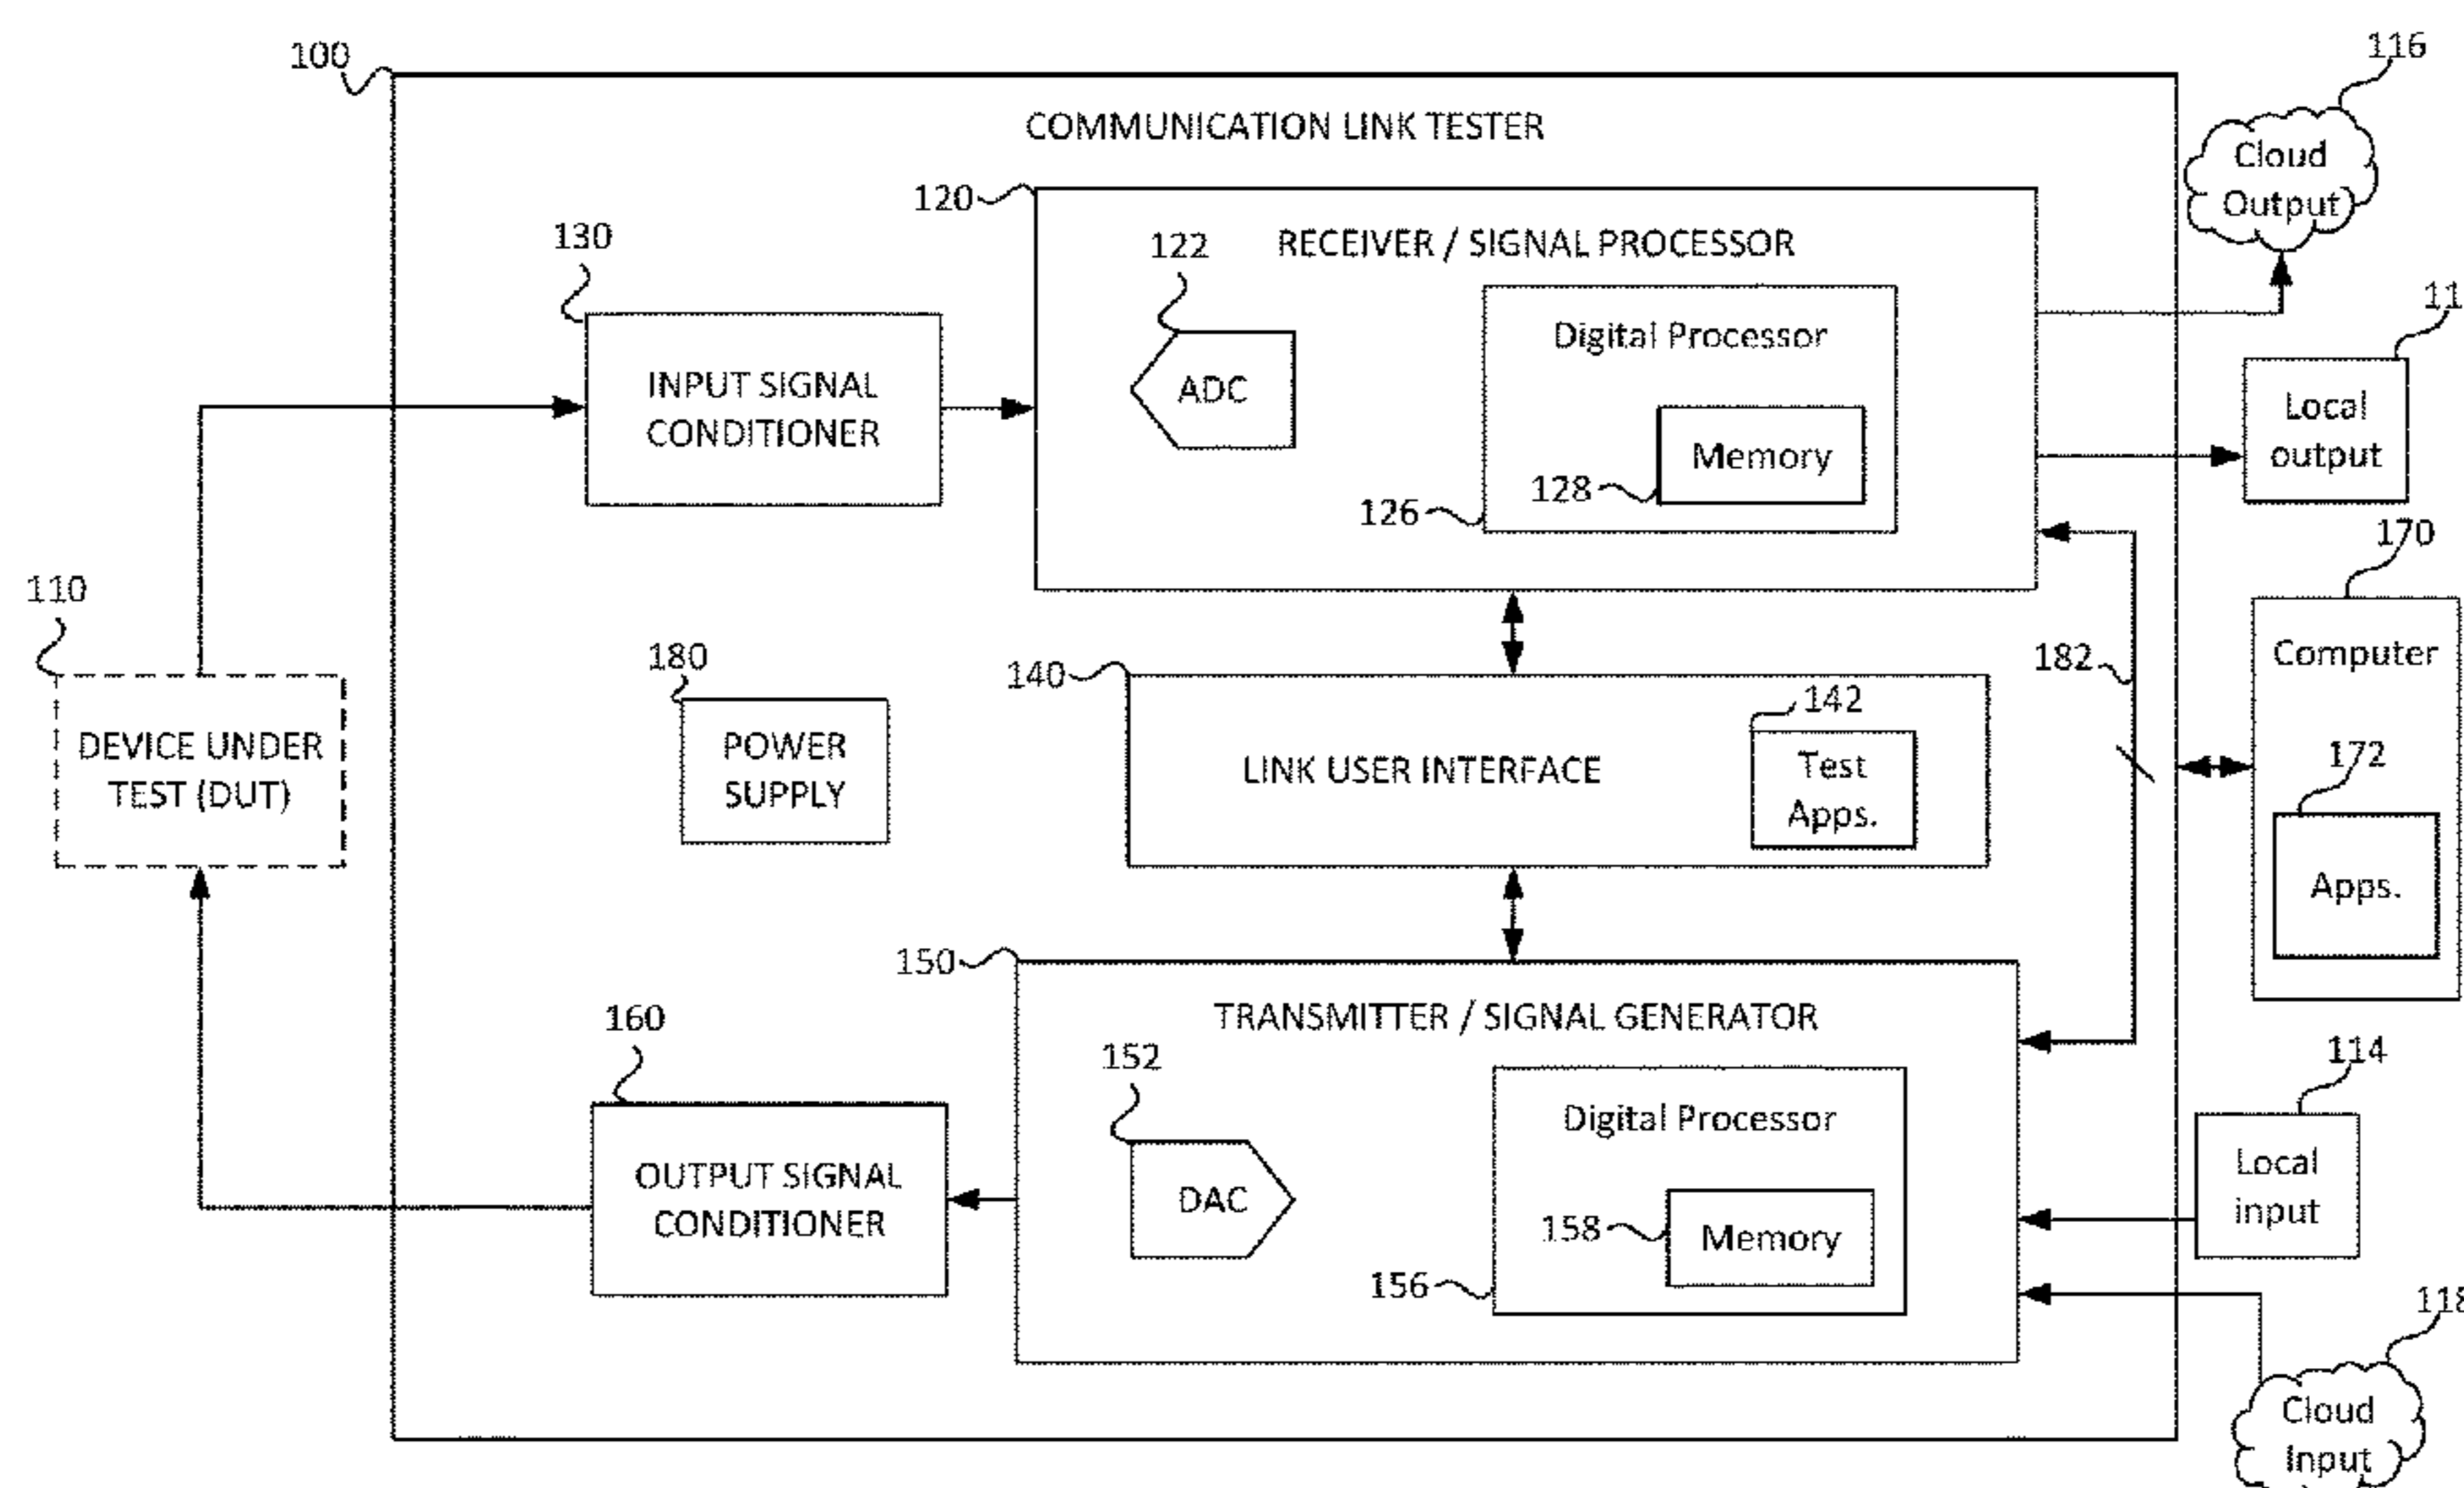 100
116
COMMUNICATION LINK TESTER
Cloud
Output
120
130
122
RECEIVER / SIGNAL PROCESSOR
11
Digital Processor
INPUT SIGNAL
CONDITIONER
ADC
Local
output
Memory
128
126
170
110
180
140
182
Computer
142
DEVICE UNDER
TEST (DUT)
POWER
SUPPLY
LINK USER INTERFACE
Test
Apps.
172
Apps.
150
160
TRANSMITTER / SIGNAL GENERATOR
152
114
Digital Processor
OUTPUT SIGNAL
CONDITIONER
DAC
Local
input
158
Memory
156
118
Cloud
Input